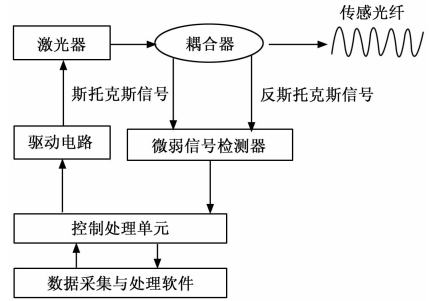 传感光纤
激光器
耦合器
斯托克斯信号
反斯托克斯信号
驱动电路
微弱信号检测器
控制处理单元
数据采集与处理软件